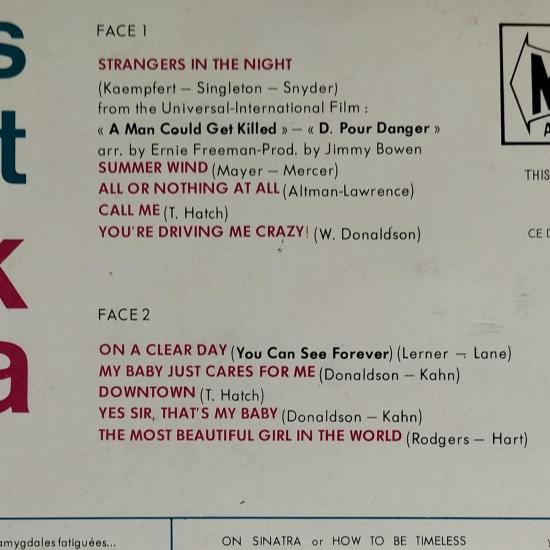 FACE 1
STRANGERS IN THE NIGHT
(Kaempfert – Singleton – Snyder)
from the Universal-International Film :
« A Man Could Get Killed » – « D. Pour Danger »
arr. by Ernie Freeman-Prod. by Jimmy Bowen
SUMMER WIND (Mayer – Mercer)
ALL OR NOTHING AT ALL (Altman-Lawrence)
CALL ME (T. Hatch)
YOU'RE DRIVING ME CRAZY! (W. Donaldson)
THIS
CE D
FACE 2
ON A CLEAR DAY (You Can See Forever) (Lerner – Lane)
MY BABY JUST CARES FOR ME (Donaldson – Kahn)
DOWNTOWN (T. Hatch)
YES SIR, THAT'S MY BABY (Donaldson – Kahn)
THE MOST BEAUTIFUL GIRL IN THE WORLD (Rodgers – Hart)
s
t
k
a
amygdales fatiguées...
ON SINATRA or HOW TO BE TIMELESS